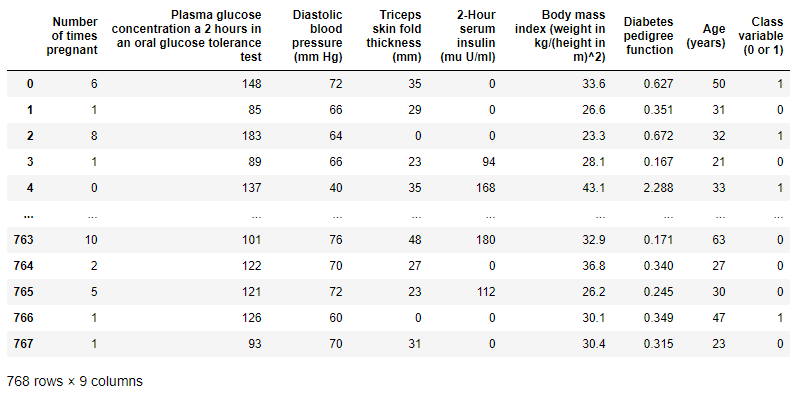 Number of times pregnant Plasma glucose concentration a 2 hours in an oral glucose tolerance test Diastolic blood pressure (mm Hg) Triceps skin fold thickness (mm) 2-Hour serum insulin (mu U/ml) Body mass index (weight in kg/(height in m)^2) Diabetes pedigree function Age (years) Class variable (0 or 1)
0 6 148 72 35 0 33.6 0.627 50 1
1 1 85 66 29 0 26.6 0.351 31 0
2 8 183 64 0 0 23.3 0.672 32 1
3 1 89 66 23 94 28.1 0.167 21 0
4 0 137 40 35 168 43.1 2.288 33 1
... ... ... ... ... ... ... ... ... ...
763 10 101 76 48 180 32.9 0.171 63 0
764 2 122 70 27 0 36.8 0.340 27 0
765 5 121 72 23 112 26.2 0.245 30 0
766 1 126 60 0 0 30.1 0.349 47 1
767 1 93 70 31 0 30.4 0.315 23 0
768 rows × 9 columns